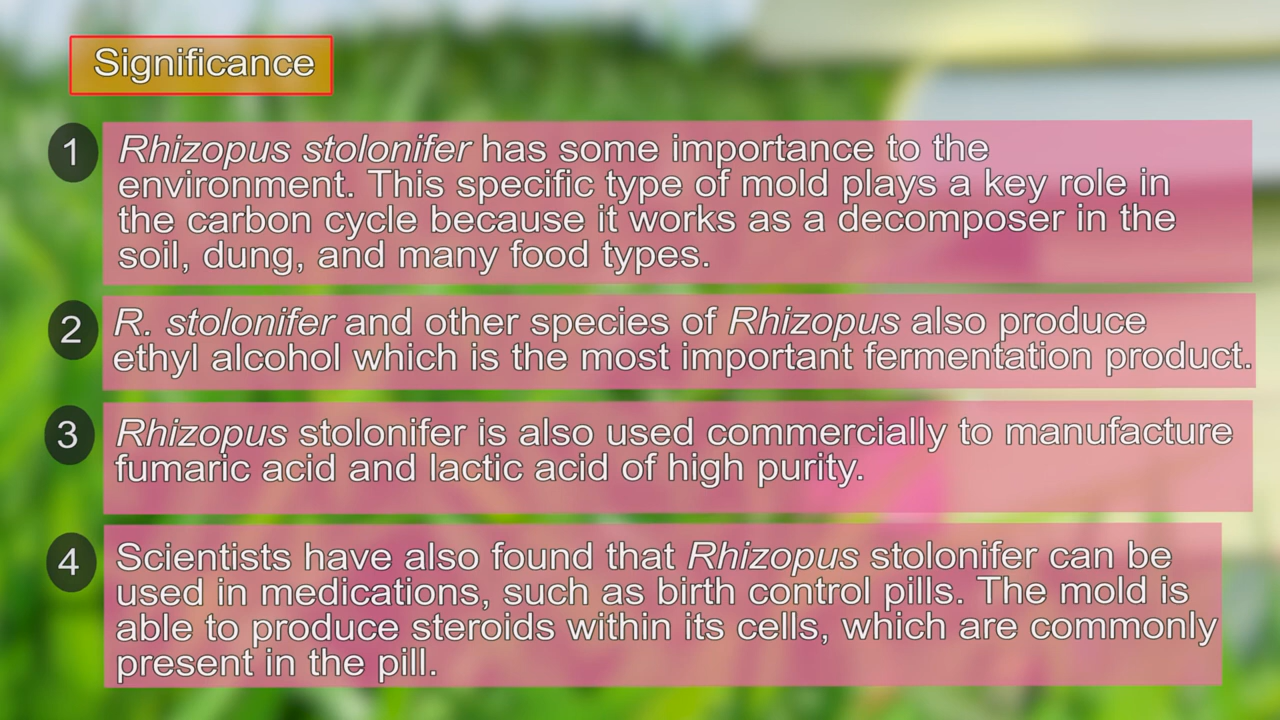 Significance
1
Rhizopus stolonifer has some importance to the
environment. This specific type of mold plays a key role in
the carbon cycle because it works as a decomposer in the
soil, dung, and many food types.
2
R. stolonifer and other species of Rhizopus also produce
ethyl alcohol which is the most important fermentation product.
3
Rhizopus stolonifer is also used commercially to manufacture
fumaric acid and lactic acid of high purity.
4
Scientists have also found that Rhizopus stolonifer can be
used in medications, such as birth control pills. The mold is
able to produce steroids within its cells, which are commonly
present in the pill.